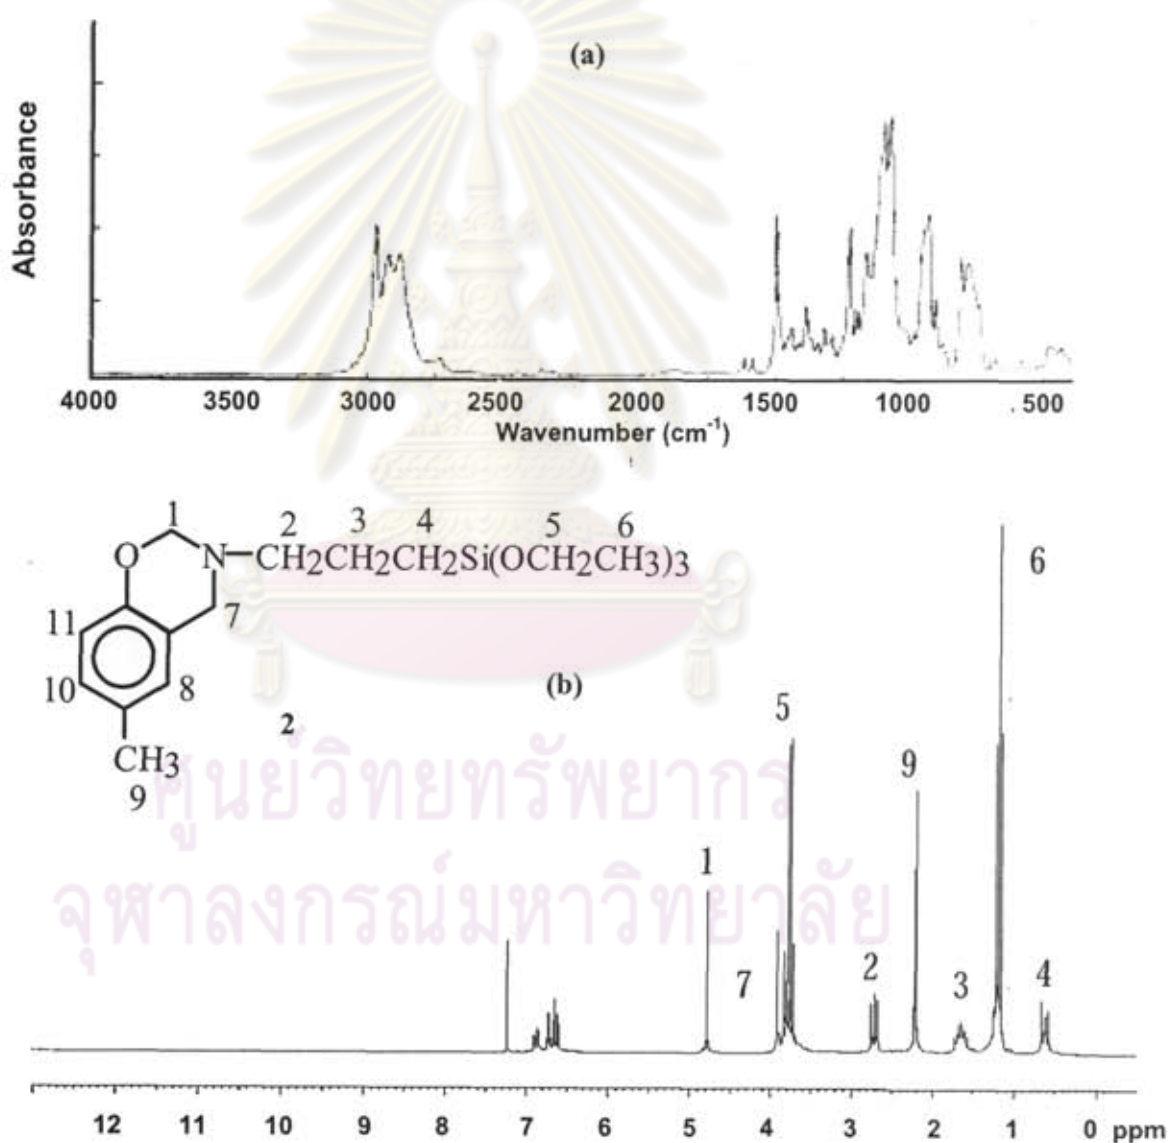 (a)
Absorbance
4000 3500 3000 2500 2000 1500 1000 500
Wavenumber (cm-1)
1 2 3 4 5 6
O N CH2CH2CH2Si(OCH2CH3)3
11 7
10 8
(b)
2
CH3
9
6
5
9
1
7 2 3 4
ศูนย์วิทยทรัพยากร
จุฬาลงกรณ์มหาวิทยาลัย
12 11 10 9 8 7 6 5 4 3 2 1 0 ppm